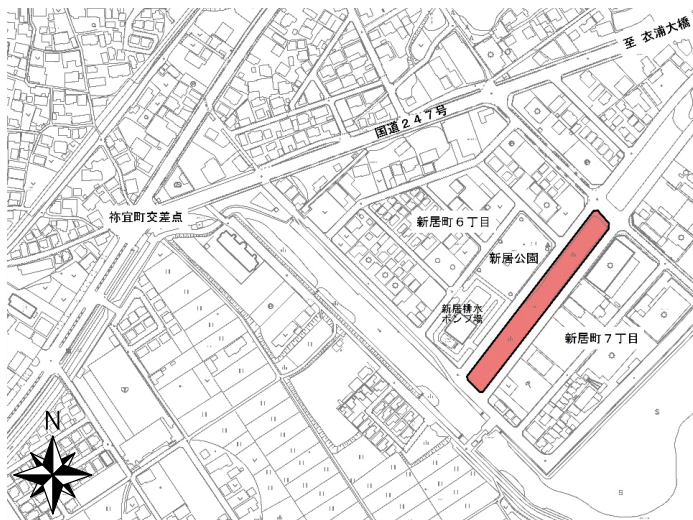 至 衣浦大橋
国道247号
祢宜町交差点
新居町6丁目
新居公園
新居排水
ポンプ場
新居町7丁目
N